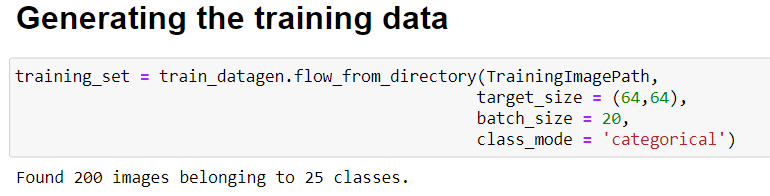 Generating the training data
training_set = train_datagen.flow_from_directory(TrainingImagePath,
target_size = (64,64),
batch_size = 20,
class_mode = 'categorical')
Found 200 images belonging to 25 classes.